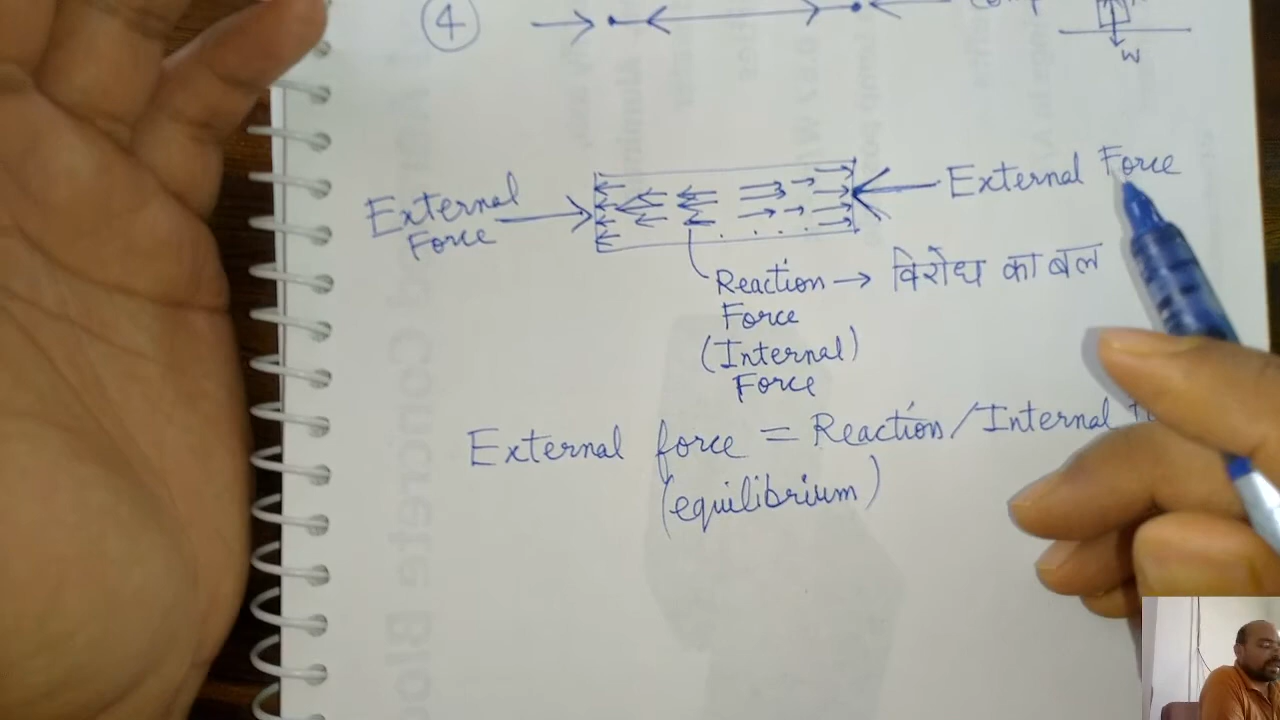 4
W
External Force
External
Force
Reaction → विरोध का बल
Force
(Internal)
Force
External force = Reaction/Internal
(equilibrium)